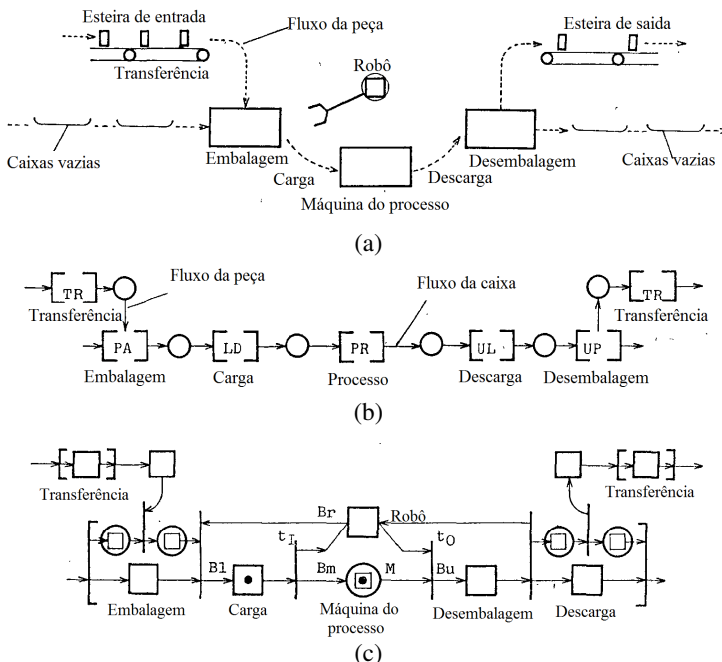 Esteira de entrada
Fluxo da peça
Esteira de saida
Transferência
Robô
Caixas vazias
Embalagem
Carga
Descarga
Desembalagem
Caixas vazias
Máquina do processo
(a)
TR
Fluxo da peça
Fluxo da caixa
TR
Transferência
Transferência
PA
LD
PR
UL
UP
Embalagem
Carga
Processo
Descarga
Desembalagem
(b)
Transferência
Transferência
Br
Robô
tI
tO
Bl
Bm
M
Bu
Embalagem
Carga
Máquina do
processo
Desembalagem
Descarga
(c)